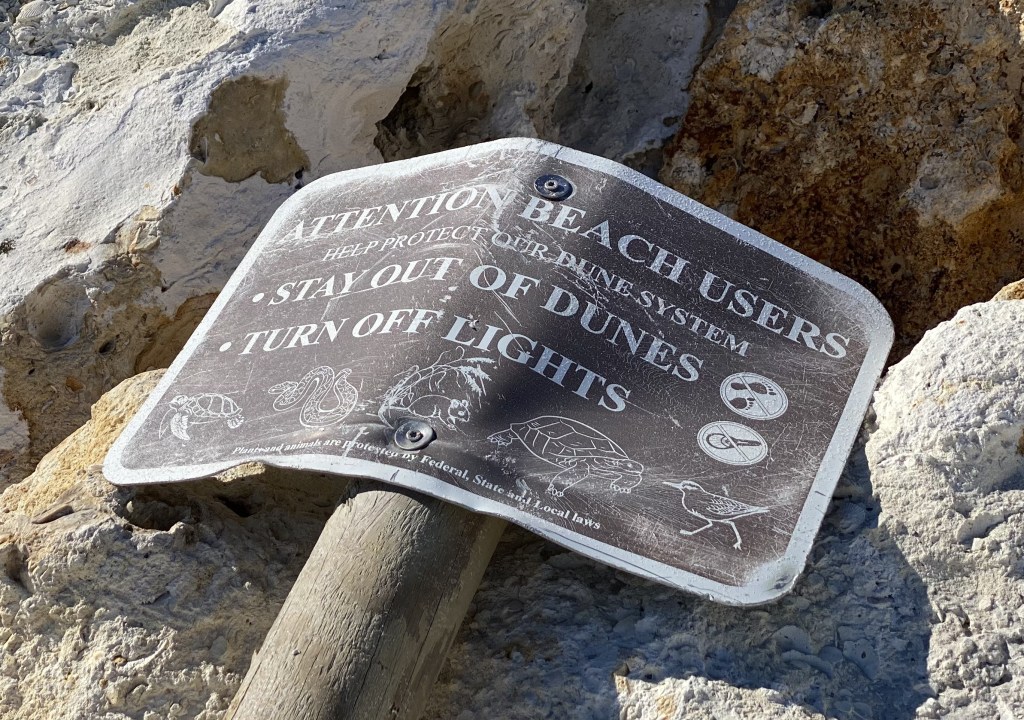 ATTENTION BEACH USERS
HELP PROTECT OUR DUNE SYSTEM
• STAY OUT OF DUNES
• TURN OFF LIGHTS
Plants and animals are protested by Federal, State and Local laws